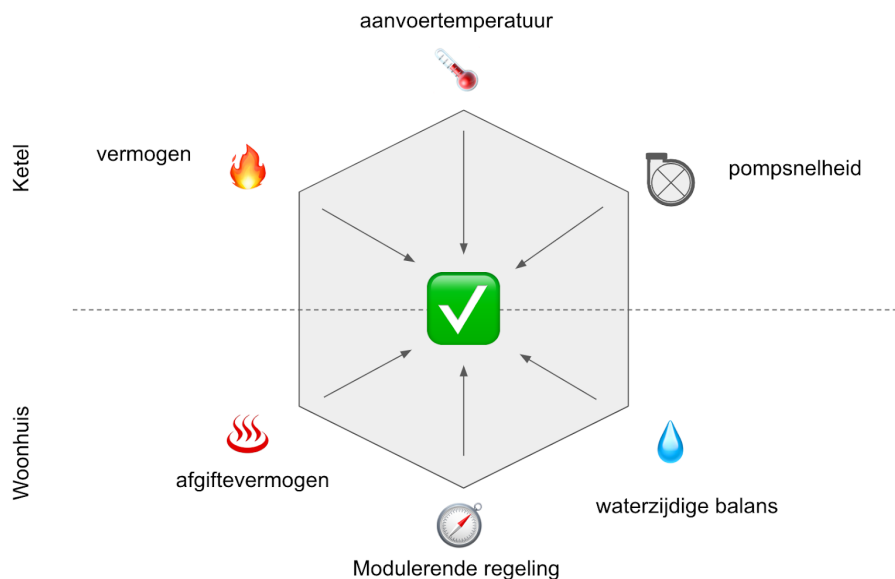 aanvoertemperatuur
Ketel
vermogen
pompsnelheid
Woonhuis
afgiftevermogen
waterzijdige balans
Modulerende regeling